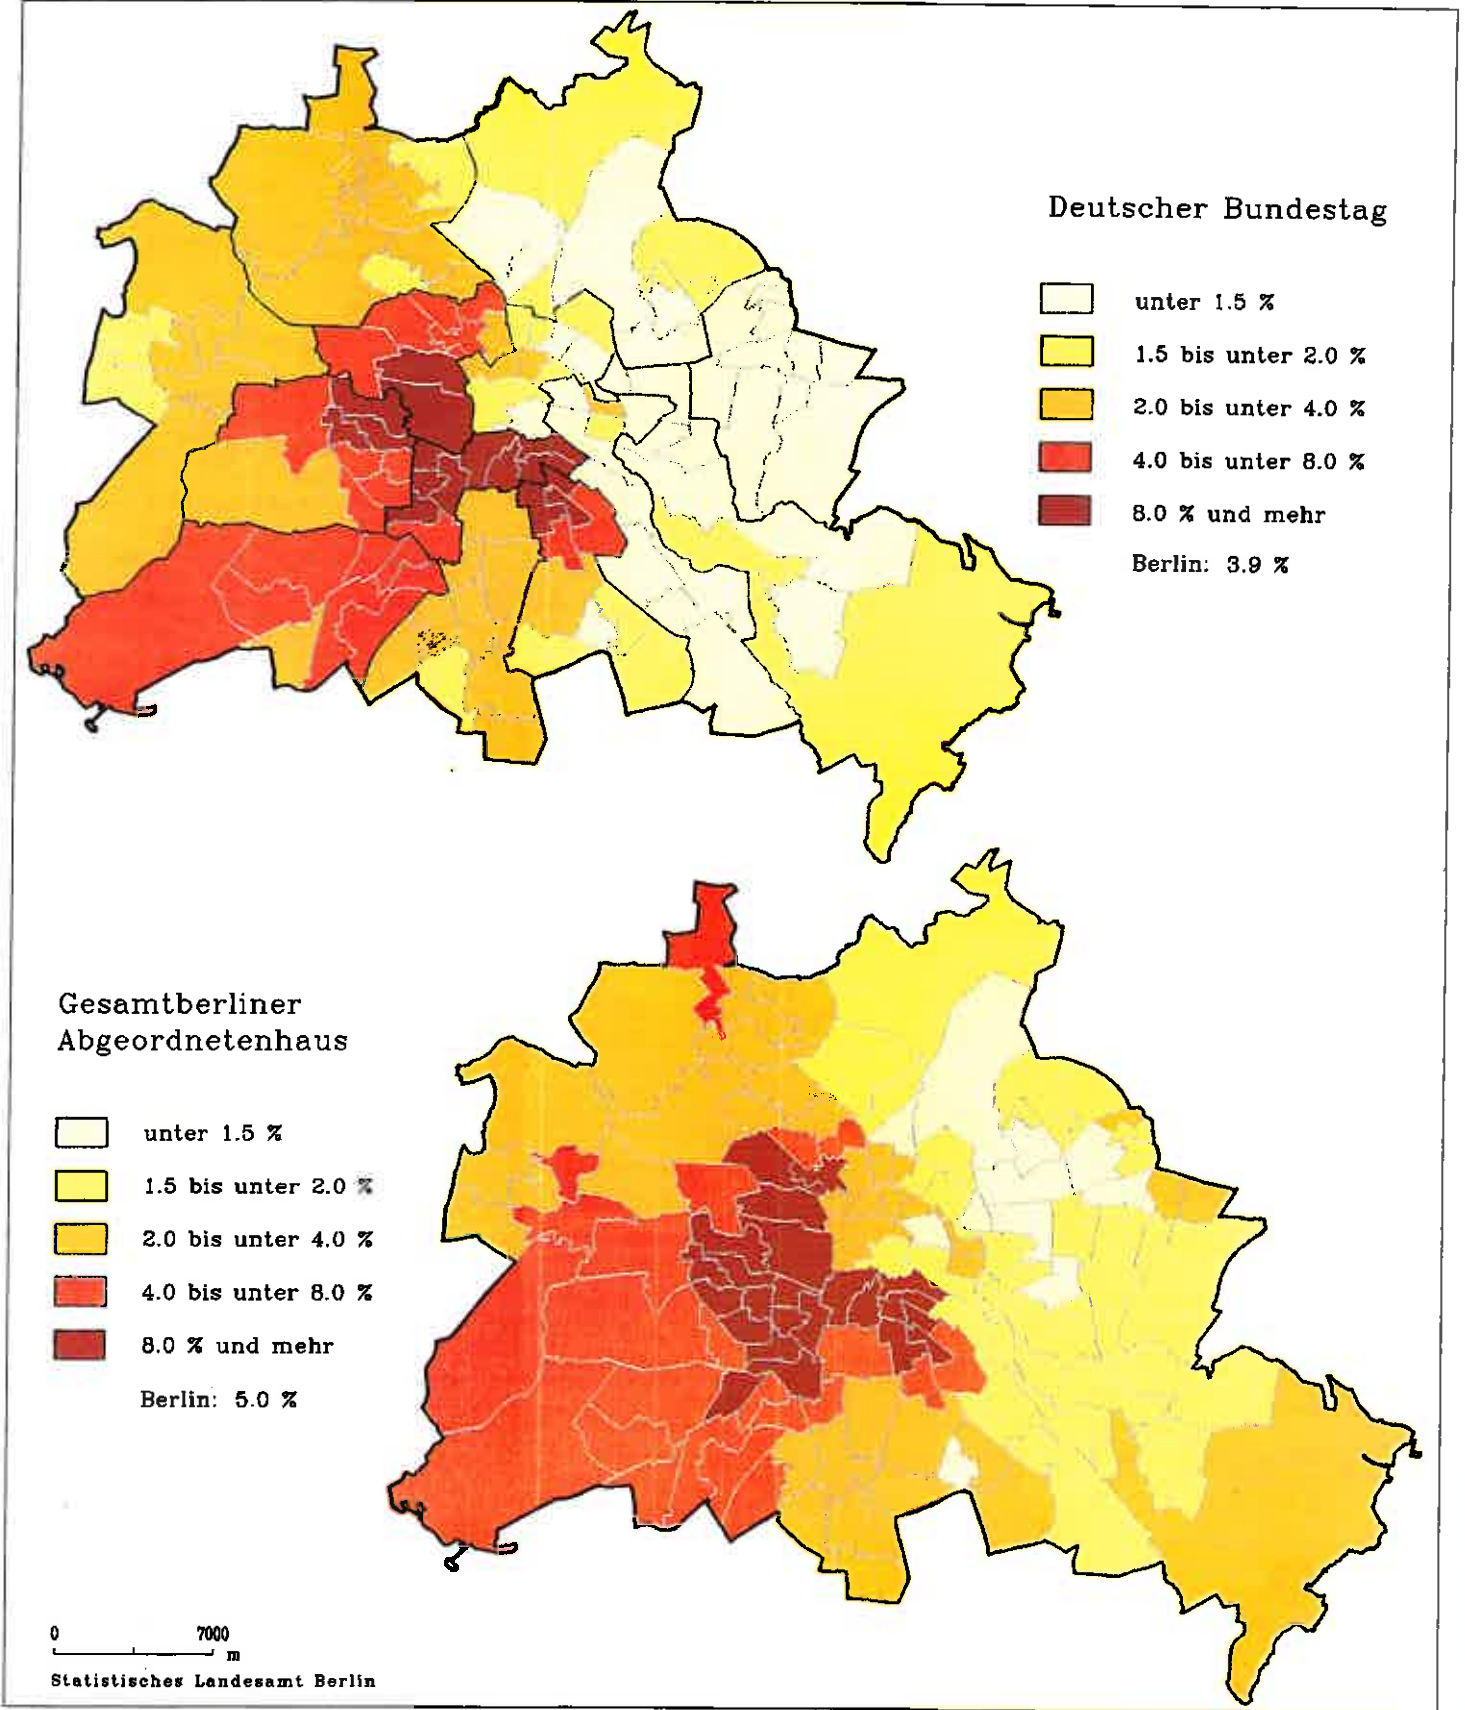 Deutscher Bundestag
unter 1.5 %
1.5 bis unter 2.0 %
2.0 bis unter 4.0 %
4.0 bis unter 8.0 %
8.0 % und mehr
Berlin: 3.9 %
Gesamtberliner
Abgeordnetenhaus
unter 1.5 %
1.5 bis unter 2.0 %
2.0 bis unter 4.0 %
4.0 bis unter 8.0 %
8.0 % und mehr
Berlin: 5.0 %
0 7000
m
Statistisches Landesamt Berlin